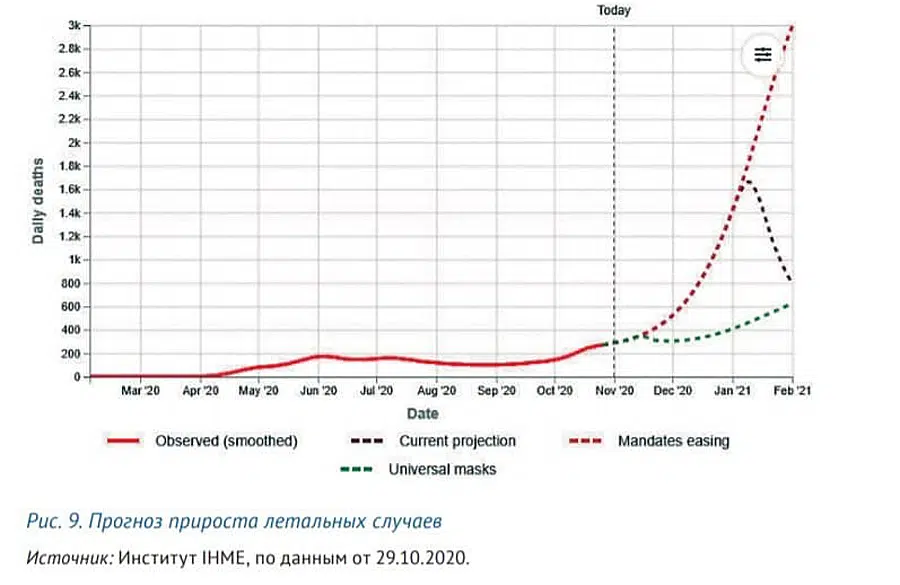 Today
3k
2.8k
2.6k
2.4k
2.2k
2k
1.8k
1.6k
1.4k
1.2k
1k
800
600
400
200
0
Daily deaths
Mar '20 Apr '20 May '20 Jun '20 Jul '20 Aug '20 Sep '20 Oct '20 Nov '20 Dec '20 Jan '21 Feb '21
Date
Observed (smoothed) Current projection Mandates easing
Universal masks
Рис. 9. Прогноз прироста летальных случаев
Источник: Институт IHME, по данным от 29.10.2020.